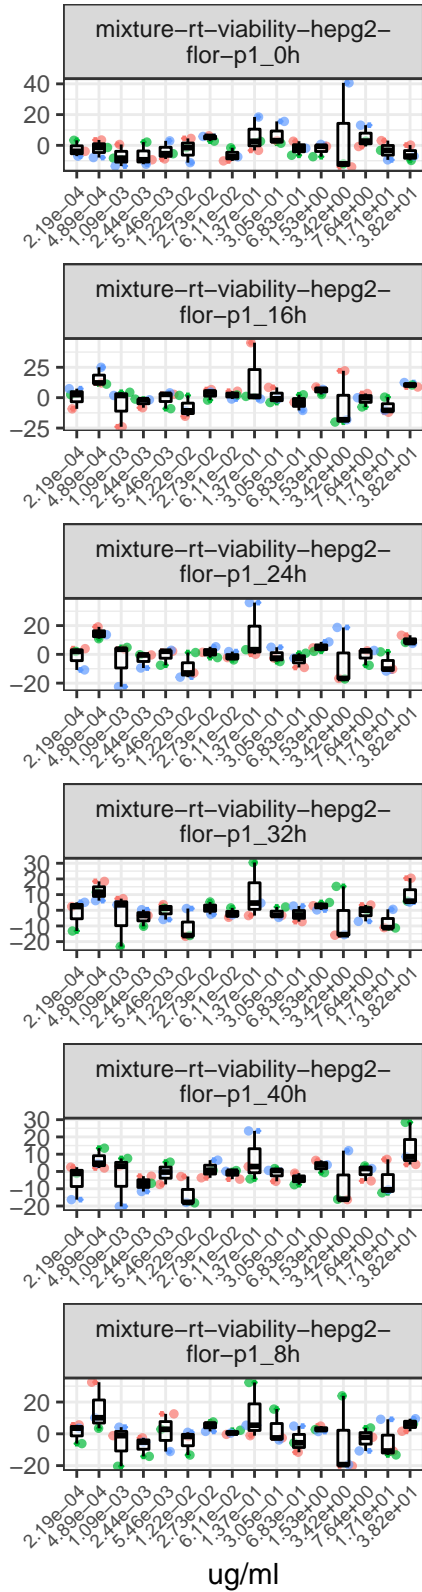 mixture−rt−viability−hepg2−
flor−p1_0h
40
20
0
2.19e−04
4.89e−04
1.09e−03
2.44e−03
5.46e−03
1.22e−02
2.73e−02
6.11e−02
1.37e−01
3.05e−01
6.83e−01
1.53e+00
3.42e+00
7.64e+00
1.71e+01
3.82e+01
mixture−rt−viability−hepg2−
flor−p1_16h
25
0
−25
2.19e−04
4.89e−04
1.09e−03
2.44e−03
5.46e−03
1.22e−02
2.73e−02
6.11e−02
1.37e−01
3.05e−01
6.83e−01
1.53e+00
3.42e+00
7.64e+00
1.71e+01
3.82e+01
mixture−rt−viability−hepg2−
flor−p1_24h
20
0
−20
2.19e−04
4.89e−04
1.09e−03
2.44e−03
5.46e−03
1.22e−02
2.73e−02
6.11e−02
1.37e−01
3.05e−01
6.83e−01
1.53e+00
3.42e+00
7.64e+00
1.71e+01
3.82e+01
mixture−rt−viability−hepg2−
flor−p1_32h
30
20
10
0
−10
−20
2.19e−04
4.89e−04
1.09e−03
2.44e−03
5.46e−03
1.22e−02
2.73e−02
6.11e−02
1.37e−01
3.05e−01
6.83e−01
1.53e+00
3.42e+00
7.64e+00
1.71e+01
3.82e+01
mixture−rt−viability−hepg2−
flor−p1_40h
30
20
10
0
−10
−20
2.19e−04
4.89e−04
1.09e−03
2.44e−03
5.46e−03
1.22e−02
2.73e−02
6.11e−02
1.37e−01
3.05e−01
6.83e−01
1.53e+00
3.42e+00
7.64e+00
1.71e+01
3.82e+01
mixture−rt−viability−hepg2−
flor−p1_8h
20
0
−20
2.19e−04
4.89e−04
1.09e−03
2.44e−03
5.46e−03
1.22e−02
2.73e−02
6.11e−02
1.37e−01
3.05e−01
6.83e−01
1.53e+00
3.42e+00
7.64e+00
1.71e+01
3.82e+01
ug/ml